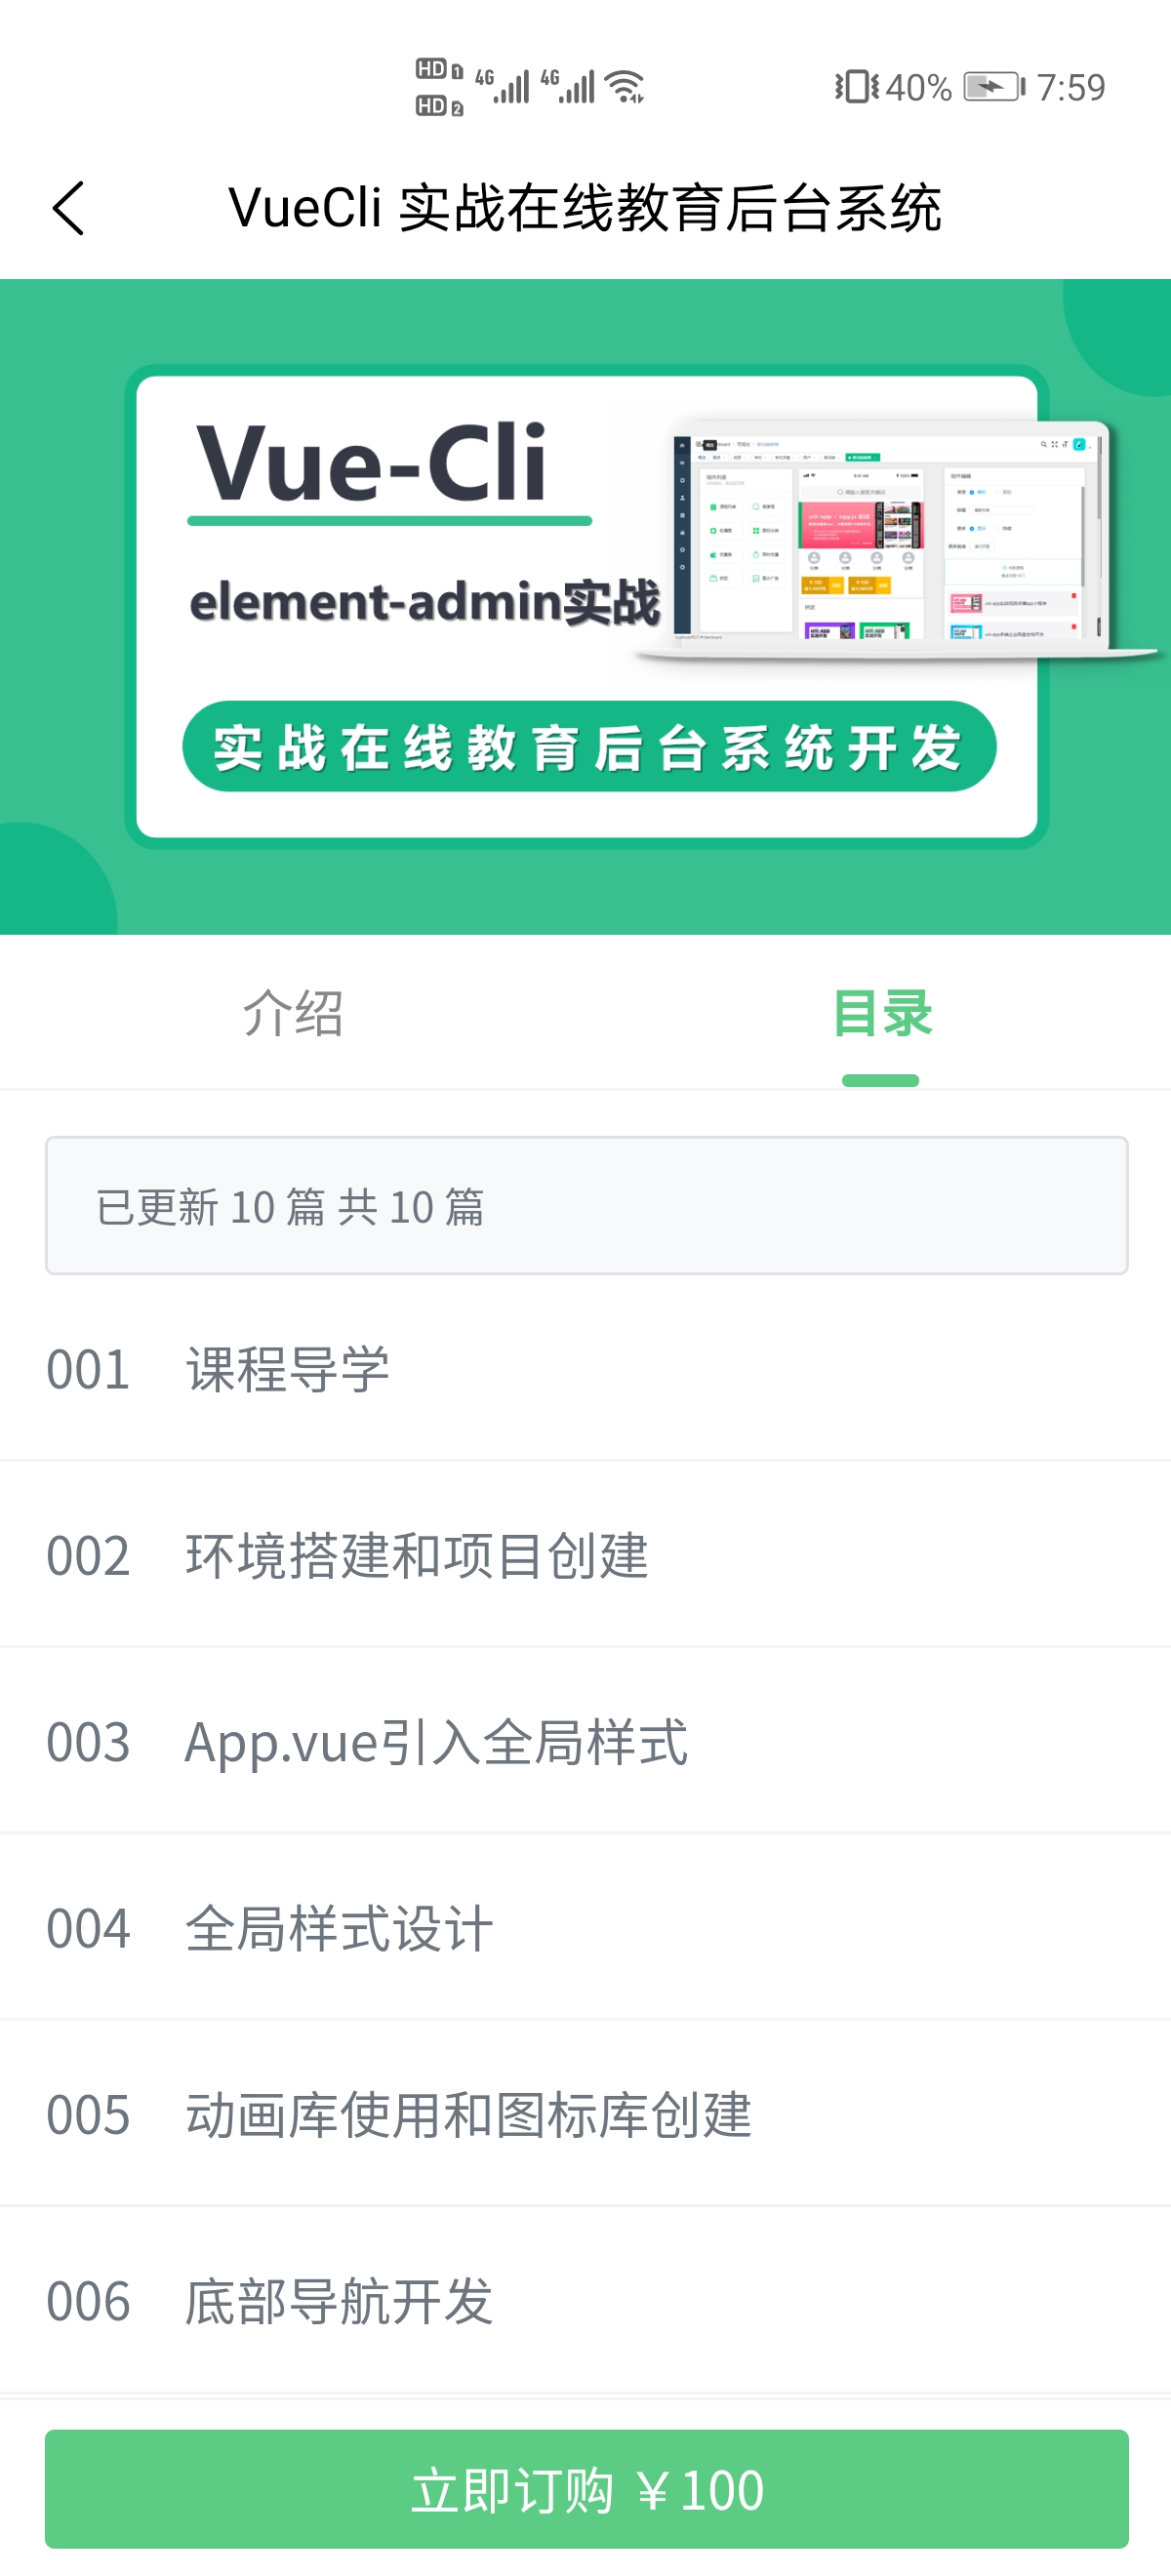 HD 1 4G 4G 40% 7:59
HD 2
VueCli 实战在线教育后台系统
Vue-Cli
element-admin实战
实战在线教育后台系统开发
介绍 目录
已更新 10 篇 共 10 篇
001 课程导学
002 环境搭建和项目创建
003 App.vue引入全局样式
004 全局样式设计
005 动画库使用和图标库创建
006 底部导航开发
立即订购 ￥100